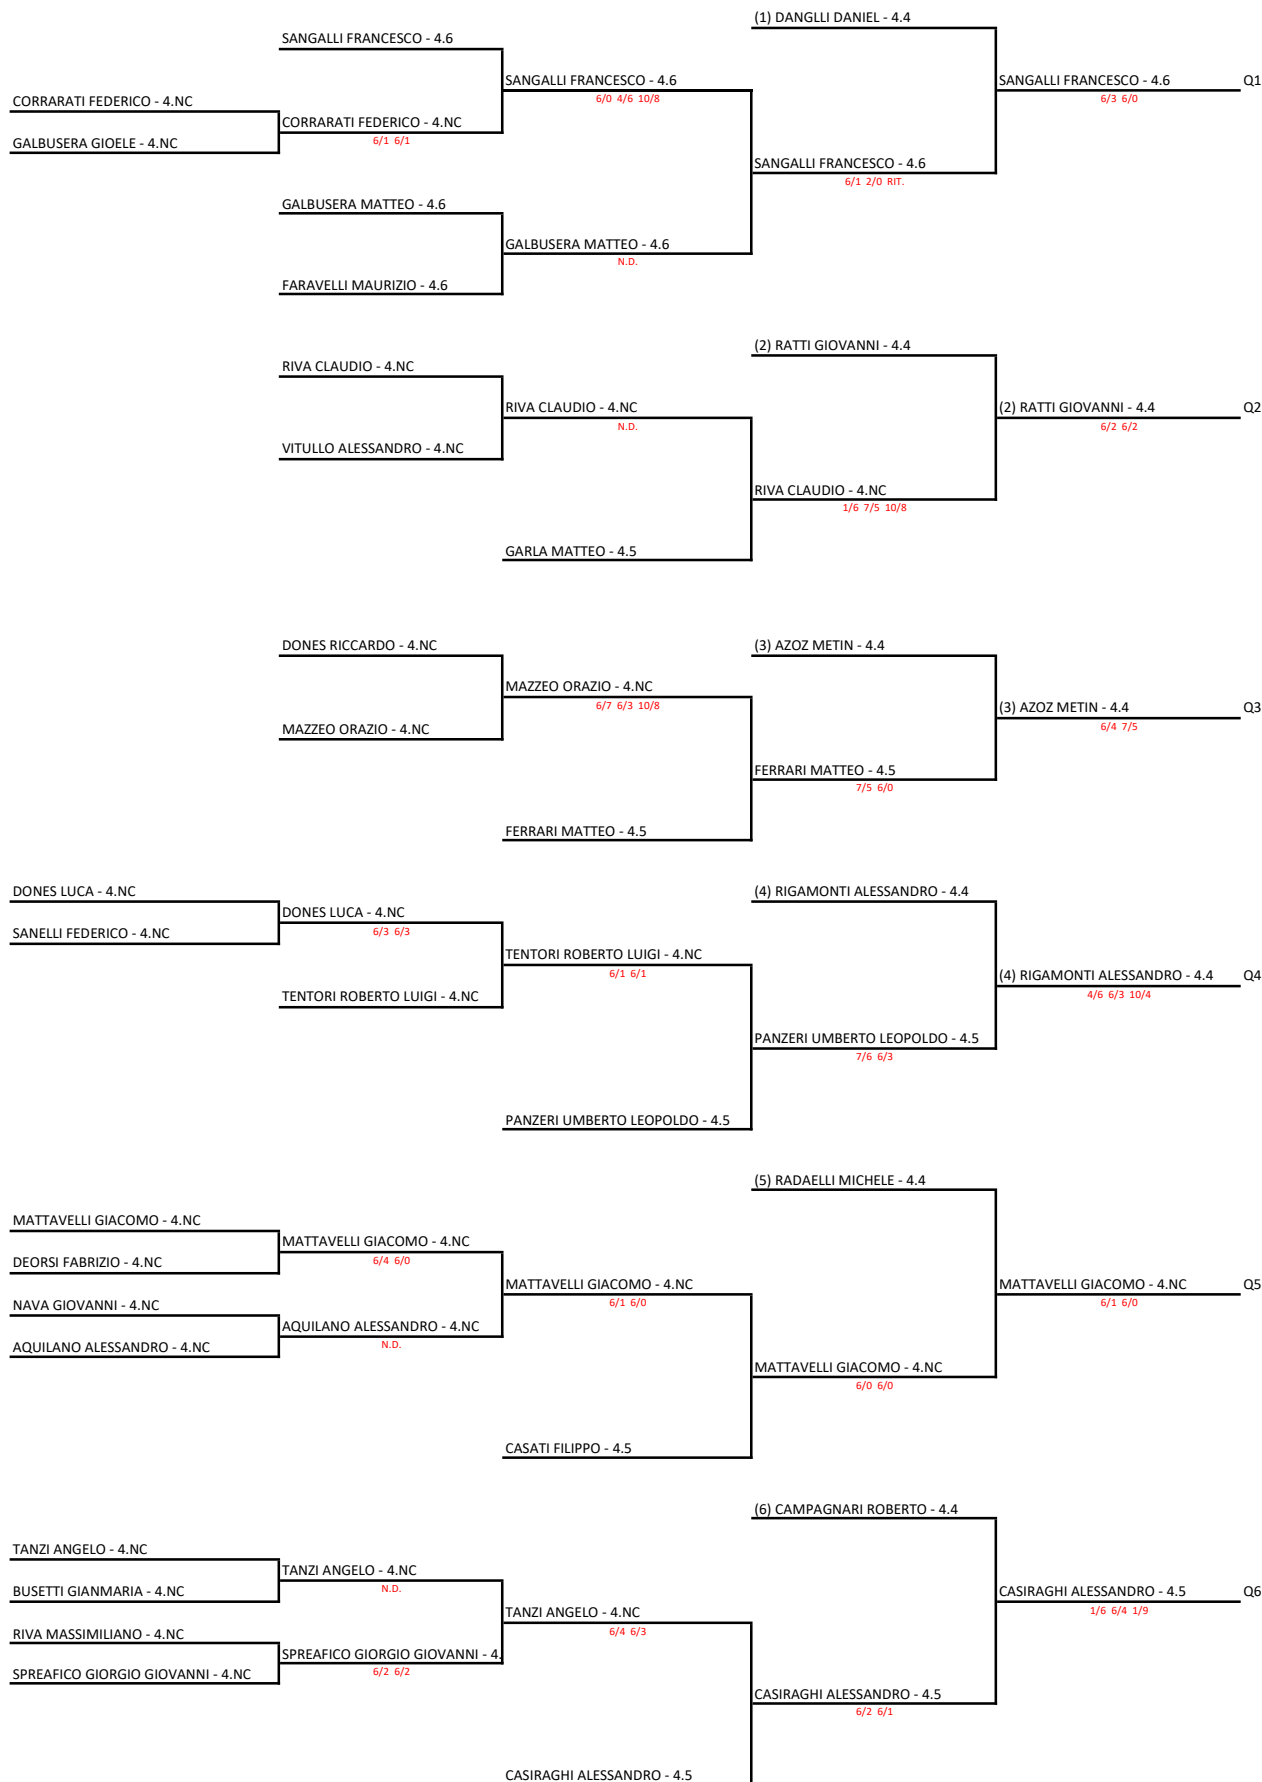 (1) DANGLLI DANIEL - 4.4
SANGALLI FRANCESCO - 4.6
SANGALLI FRANCESCO - 4.6
SANGALLI FRANCESCO - 4.6
Q1
6/0 4/6 10/8
6/3 6/0
CORRARATI FEDERICO - 4.NC
CORRARATI FEDERICO - 4.NC
6/1 6/1
GALBUSERA GIOELE - 4.NC
SANGALLI FRANCESCO - 4.6
6/1 2/0 RIT.
GALBUSERA MATTEO - 4.6
GALBUSERA MATTEO - 4.6
N.D.
FARAVELLI MAURIZIO - 4.6
(2) RATTI GIOVANNI - 4.4
RIVA CLAUDIO - 4.NC
RIVA CLAUDIO - 4.NC
(2) RATTI GIOVANNI - 4.4
Q2
N.D.
6/2 6/2
VITULLO ALESSANDRO - 4.NC
RIVA CLAUDIO - 4.NC
1/6 7/5 10/8
GARLA MATTEO - 4.5
DONES RICCARDO - 4.NC
(3) AZOZ METIN - 4.4
MAZZEO ORAZIO - 4.NC
6/7 6/3 10/8
(3) AZOZ METIN - 4.4
Q3
6/4 7/5
MAZZEO ORAZIO - 4.NC
FERRARI MATTEO - 4.5
7/5 6/0
FERRARI MATTEO - 4.5
DONES LUCA - 4.NC
(4) RIGAMONTI ALESSANDRO - 4.4
DONES LUCA - 4.NC
6/3 6/3
SANELLI FEDERICO - 4.NC
TENTORI ROBERTO LUIGI - 4.NC
6/1 6/1
(4) RIGAMONTI ALESSANDRO - 4.4
Q4
4/6 6/3 10/4
TENTORI ROBERTO LUIGI - 4.NC
PANZERI UMBERTO LEOPOLDO - 4.5
7/6 6/3
PANZERI UMBERTO LEOPOLDO - 4.5
(5) RADAELLI MICHELE - 4.4
MATTAVELLI GIACOMO - 4.NC
MATTAVELLI GIACOMO - 4.NC
6/4 6/0
DEORSI FABRIZIO - 4.NC
MATTAVELLI GIACOMO - 4.NC
MATTAVELLI GIACOMO - 4.NC
Q5
6/1 6/0
6/1 6/0
NAVA GIOVANNI - 4.NC
AQUILANO ALESSANDRO - 4.NC
N.D.
AQUILANO ALESSANDRO - 4.NC
MATTAVELLI GIACOMO - 4.NC
6/0 6/0
CASATI FILIPPO - 4.5
(6) CAMPAGNARI ROBERTO - 4.4
TANZI ANGELO - 4.NC
TANZI ANGELO - 4.NC
N.D.
BUSETTI GIANMARIA - 4.NC
CASIRAGHI ALESSANDRO - 4.5
Q6
1/6 6/4 1/9
TANZI ANGELO - 4.NC
6/4 6/3
RIVA MASSIMILIANO - 4.NC
SPREAFICO GIORGIO GIOVANNI - 4.
6/2 6/2
SPREAFICO GIORGIO GIOVANNI - 4.NC
CASIRAGHI ALESSANDRO - 4.5
6/2 6/1
CASIRAGHI ALESSANDRO - 4.5